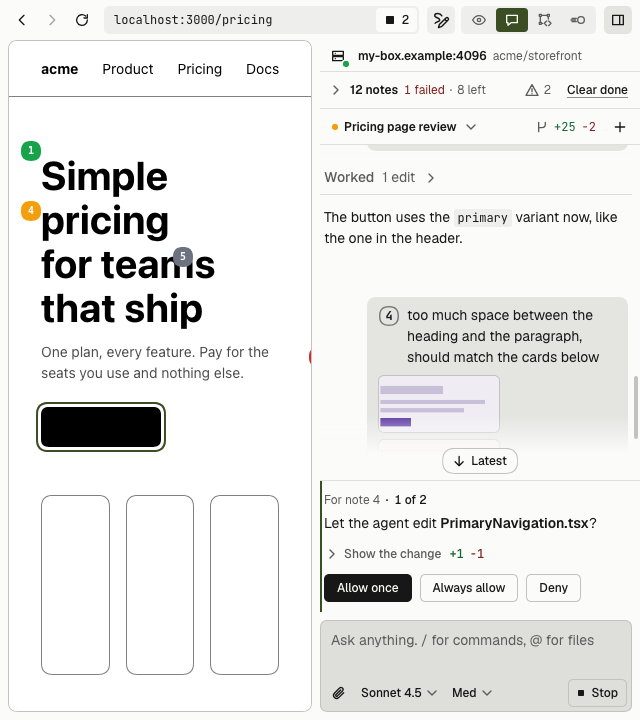 localhost:3000/pricing
2
acme Product Pricing Docs
1
4
5
Simple
pricing
for teams
that ship
One plan, every feature. Pay for the
seats you use and nothing else.
my-box.example:4096 acme/storefront
12 notes 1 failed · 8 left
2
Clear done
Pricing page review
+25 -2
Worked 1 edit
The button uses the primary variant now, like
the one in the header.
4
too much space between the
heading and the paragraph,
should match the cards below
Latest
For note 4 · 1 of 2
Let the agent edit PrimaryNavigation.tsx?
Show the change +1 -1
Allow once
Always allow
Deny
Ask anything. / for commands, @ for files
Sonnet 4.5
Med
Stop